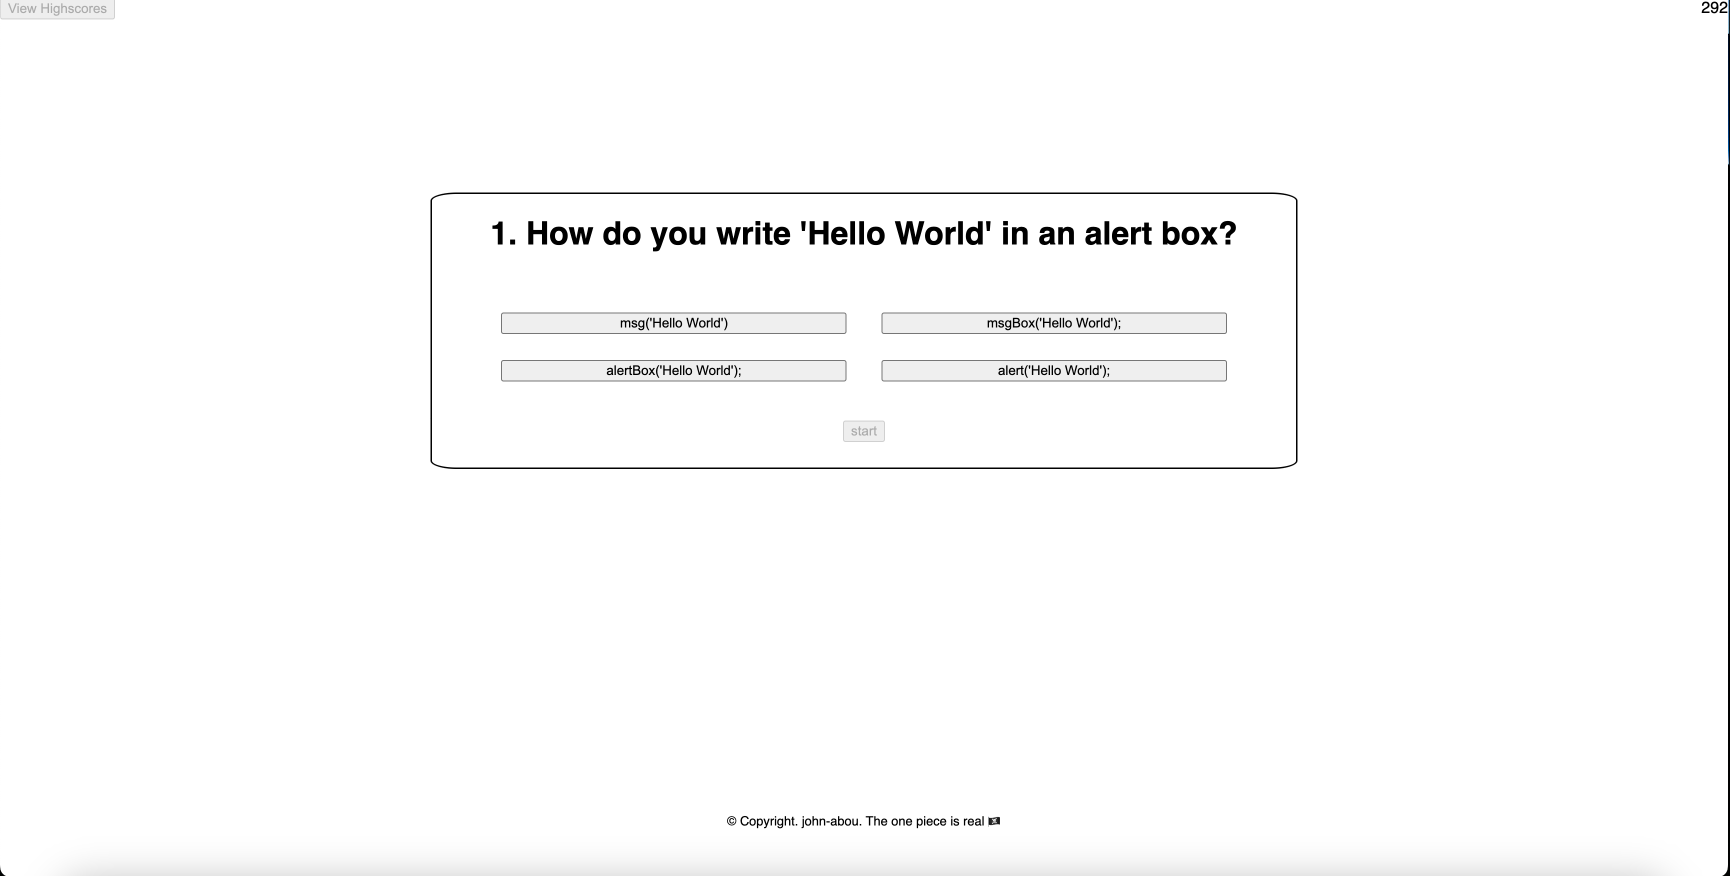 View Highscores
292
1. How do you write 'Hello World' in an alert box?
msg('Hello World')
msgBox('Hello World');
alertBox('Hello World');
alert('Hello World');
start
© Copyright. john-abou. The one piece is real 🏴‍☠️